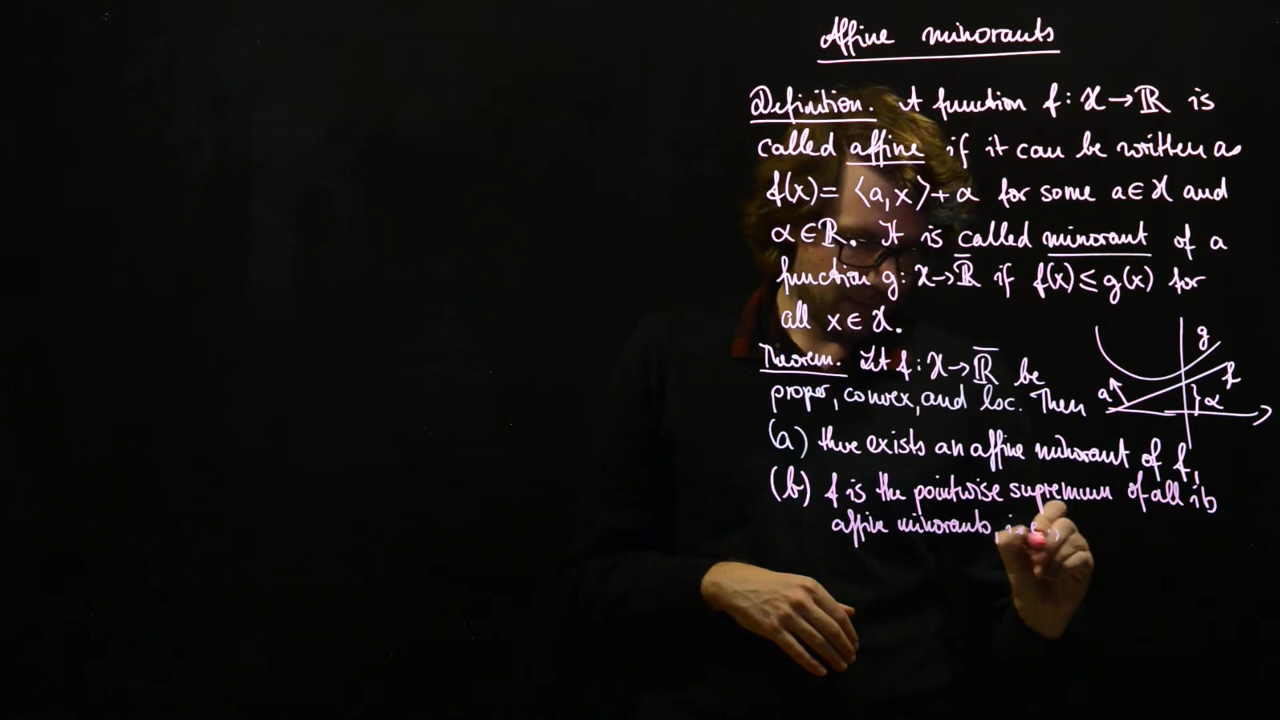 Affine minorants
Definition. A function f: X → ℝ is
called affine if it can be written as
f(x) = ⟨a, x⟩ + α for some a ∈ X and
α ∈ ℝ. It is called minorant of a
function g: X → ℝ̅ if f(x) ≤ g(x) for
all x ∈ X.
Theorem. Let f: X → ℝ̅ be
proper, convex, and lsc. Then
g
f
a
α
(a) there exists an affine minorant of f,
(b) f is the pointwise supremum of all its
affine minorants, i.e.,